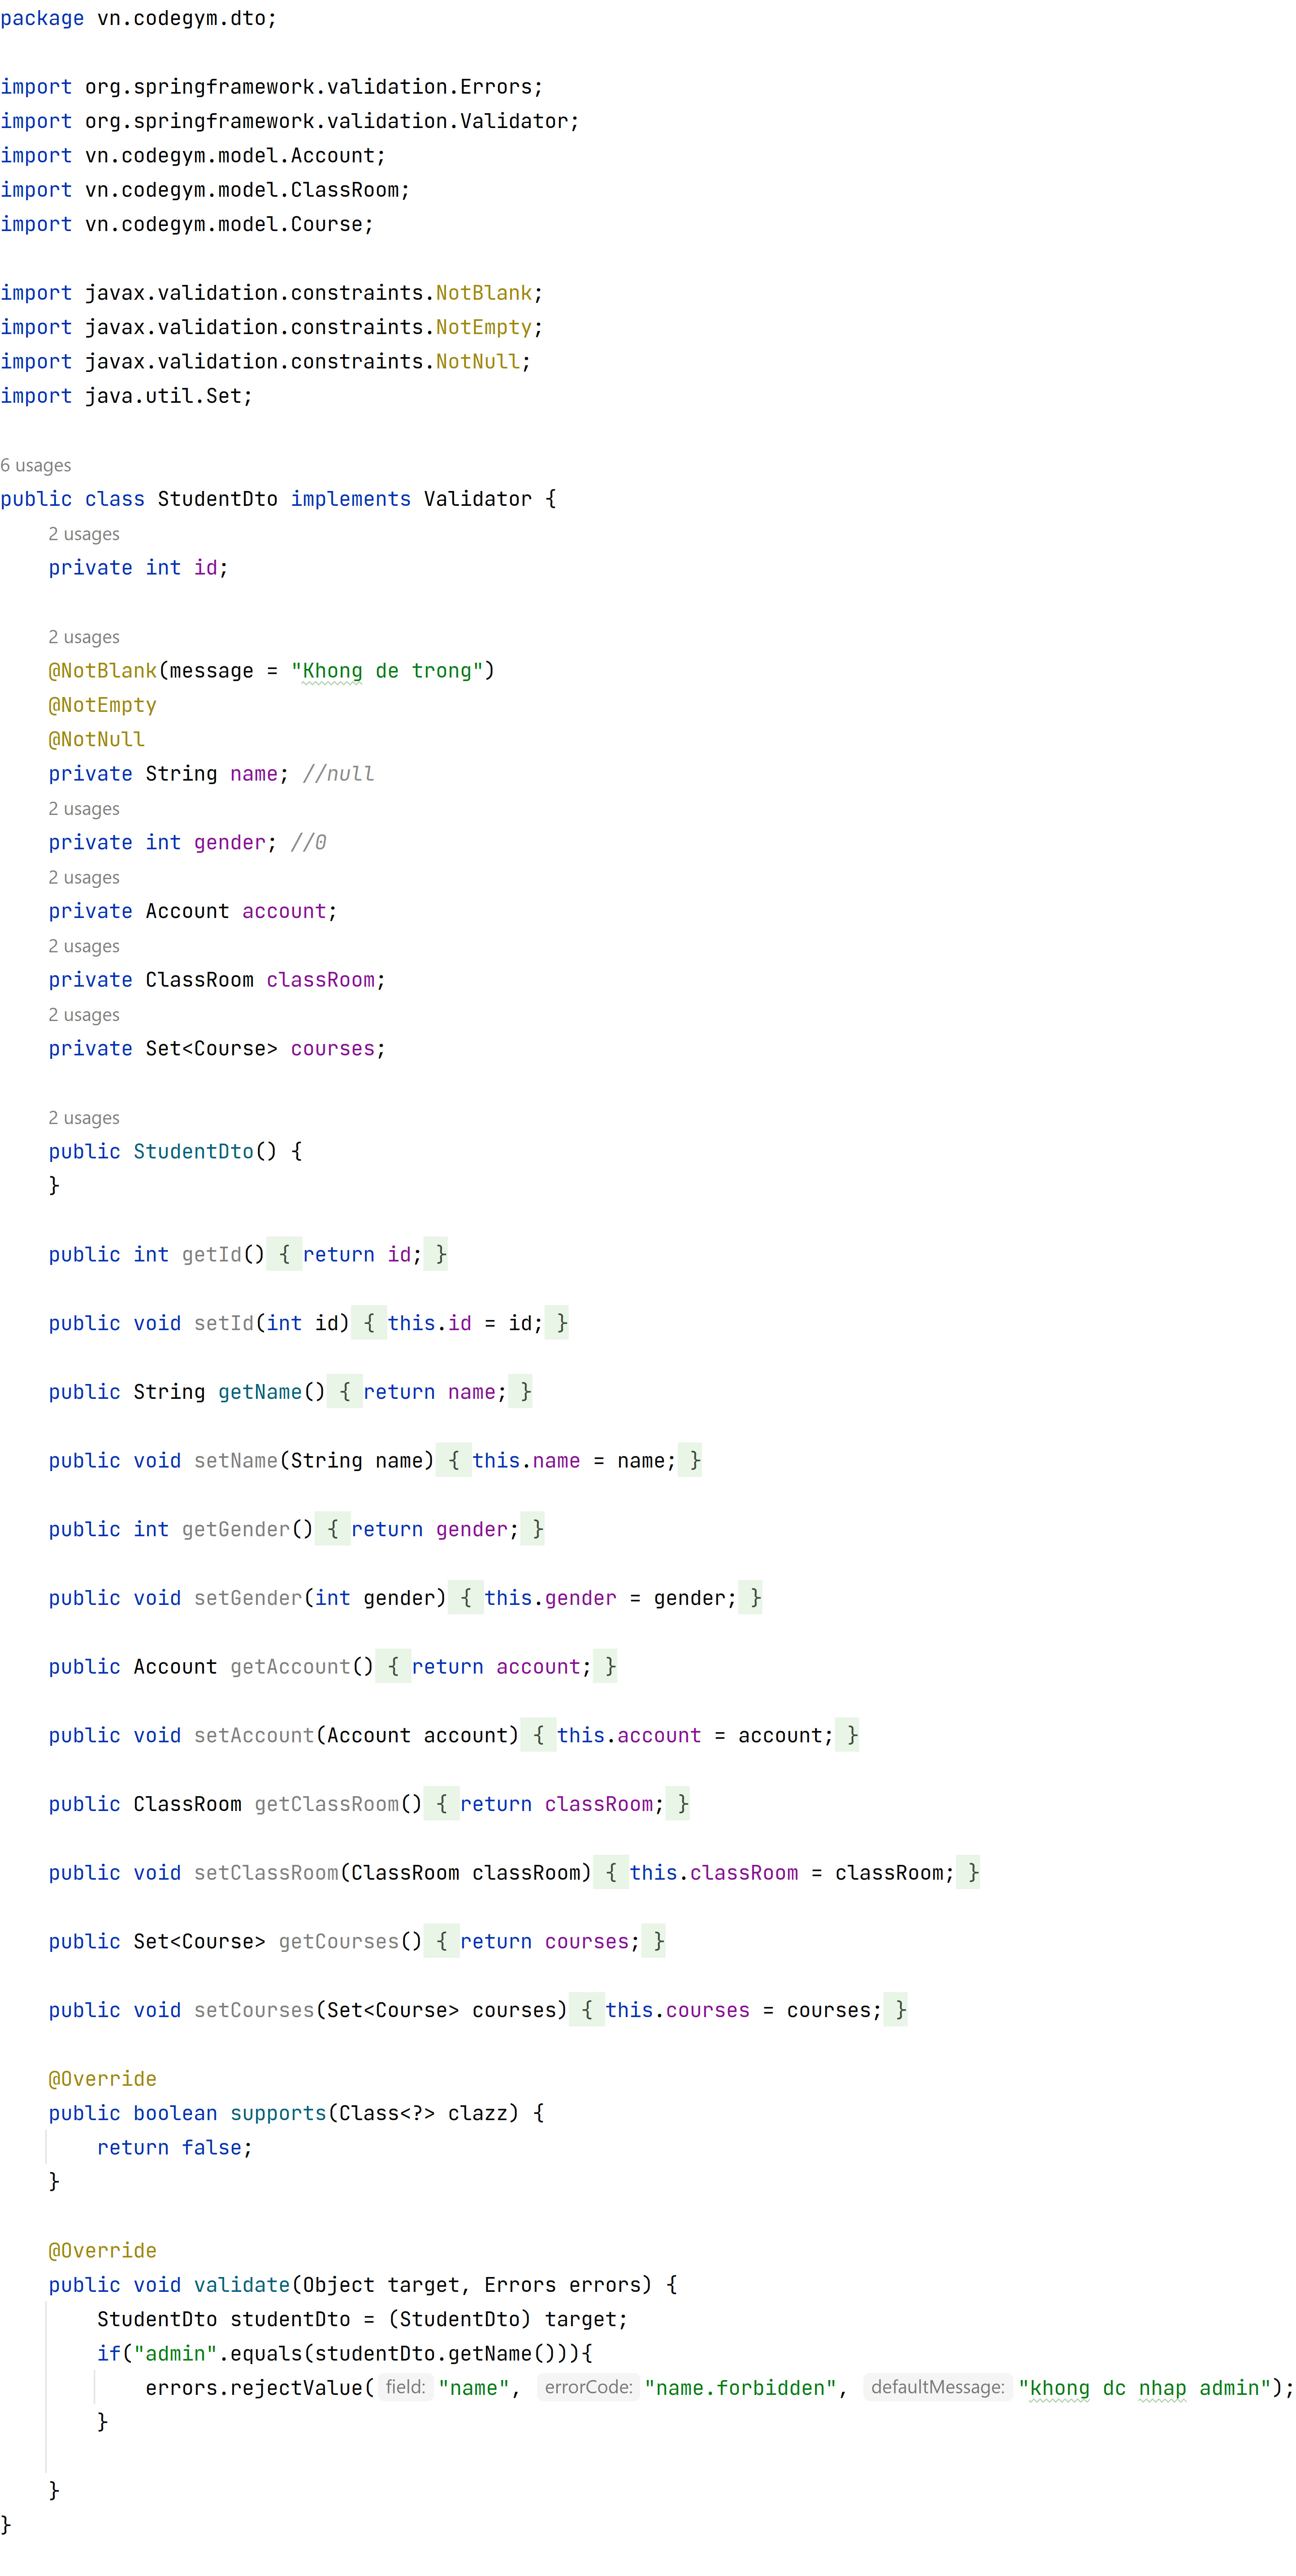 package vn.codegym.dto;
import org.springframework.validation.Errors;
import org.springframework.validation.Validator;
import vn.codegym.model.Account;
import vn.codegym.model.ClassRoom;
import vn.codegym.model.Course;
import javax.validation.constraints.NotBlank;
import javax.validation.constraints.NotEmpty;
import javax.validation.constraints.NotNull;
import java.util.Set;
6 usages
public class StudentDto implements Validator {
2 usages
private int id;
2 usages
@NotBlank(message = "Khong de trong")
@NotEmpty
@NotNull
private String name; //null
2 usages
private int gender; //0
2 usages
private Account account;
2 usages
private ClassRoom classRoom;
2 usages
private Set<Course> courses;
2 usages
public StudentDto() {
}
public int getId() { return id; }
public void setId(int id) { this.id = id; }
public String getName() { return name; }
public void setName(String name) { this.name = name; }
public int getGender() { return gender; }
public void setGender(int gender) { this.gender = gender; }
public Account getAccount() { return account; }
public void setAccount(Account account) { this.account = account; }
public ClassRoom getClassRoom() { return classRoom; }
public void setClassRoom(ClassRoom classRoom) { this.classRoom = classRoom; }
public Set<Course> getCourses() { return courses; }
public void setCourses(Set<Course> courses) { this.courses = courses; }
@Override
public boolean supports(Class<?> clazz) {
return false;
}
@Override
public void validate(Object target, Errors errors) {
StudentDto studentDto = (StudentDto) target;
if("admin".equals(studentDto.getName())){
errors.rejectValue( field: "name", errorCode: "name.forbidden", defaultMessage: "khong dc nhap admin");
}
}
}